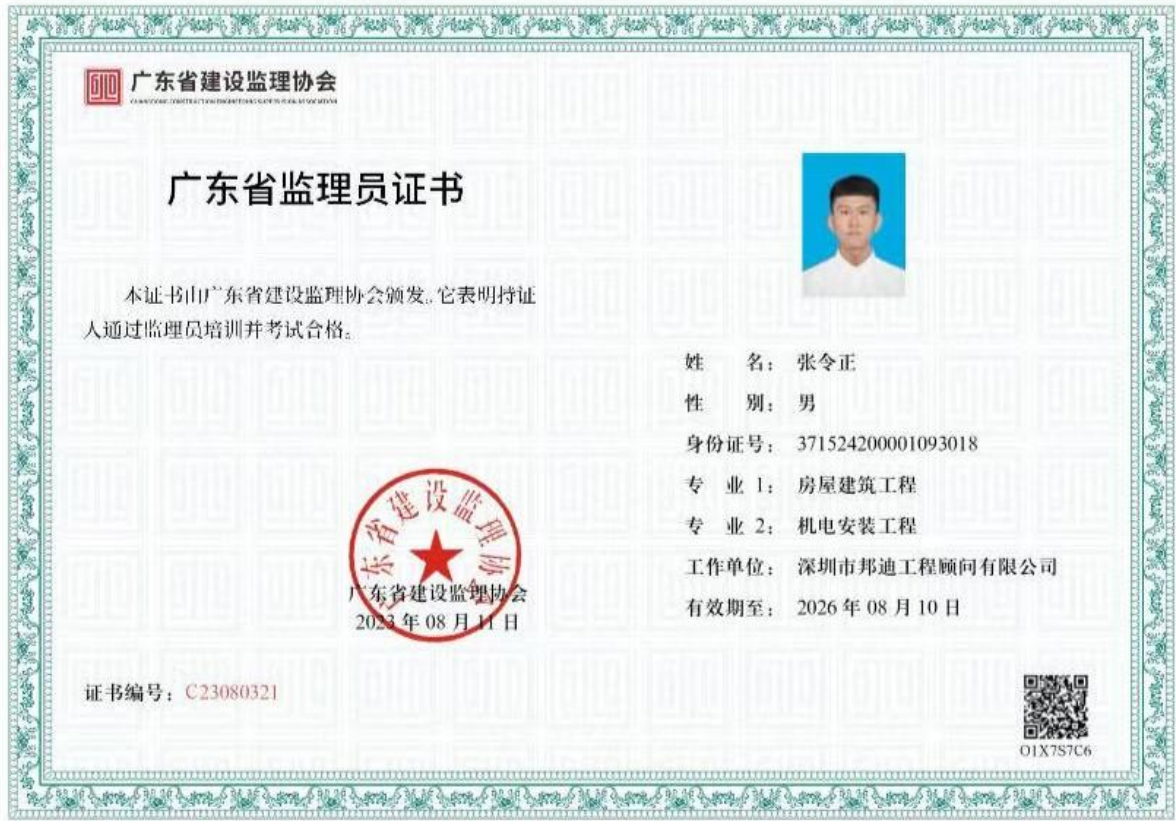 广东省建设监理协会
GUANGDONG CONSTRUCTION ENGINEERING SUPERVISION ASSOCIATION
广东省监理员证书
本证书由广东省建设监理协会颁发，它表明持证
人通过监理员培训并考试合格。
姓 名： 张令正
性 别： 男
身份证号： 371524200001093018
专 业 1： 房屋建筑工程
专 业 2： 机电安装工程
工作单位： 深圳市邦迪工程顾问有限公司
有效期至： 2026 年 08 月 10 日
广东省建设监理协会
广东省建设监理协会
2023 年 08 月 11 日
证书编号：C23080321
O1X7S7C6